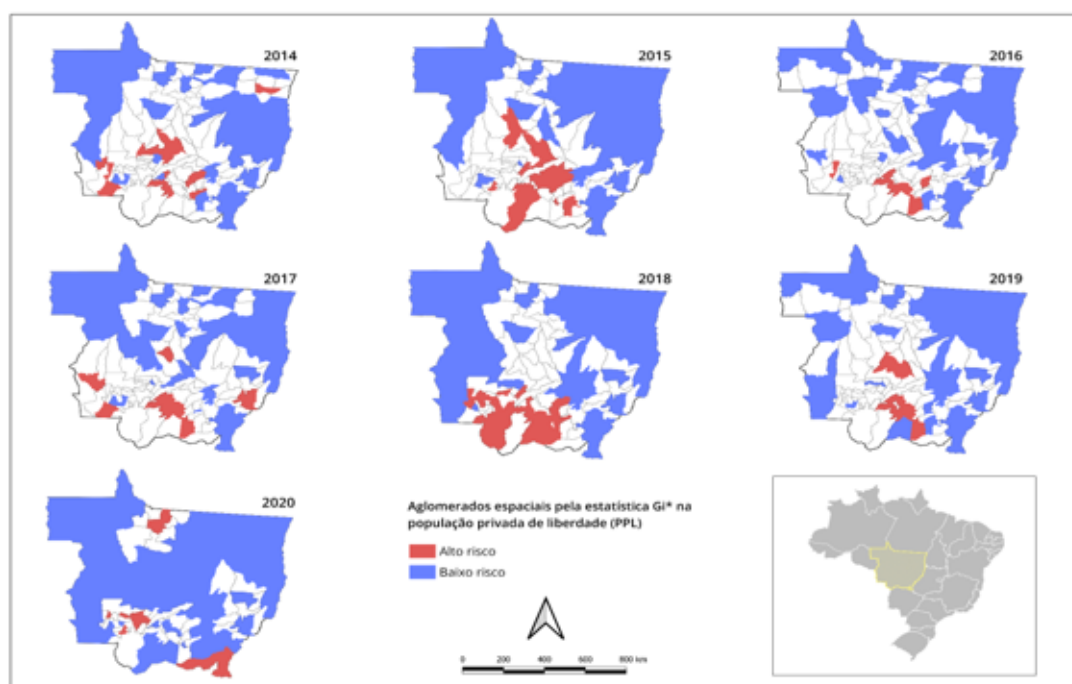 2014
2015
2016
2017
2018
2019
2020
Aglomerados espaciais pela estatística Gi* na
população privada de liberdade (PPL)
Alto risco
Baixo risco
0 200 400 600 800 km